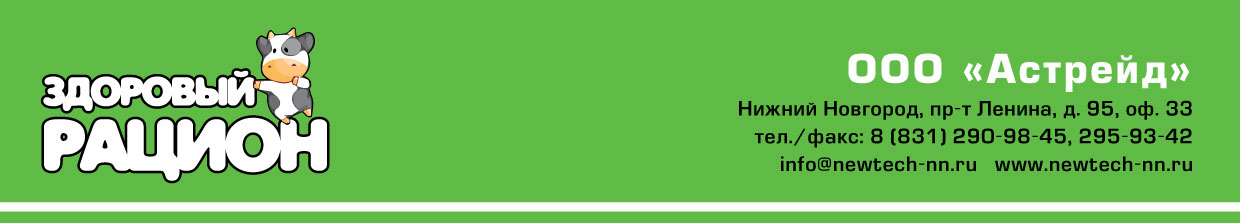 ЗДОРОВЫЙ
РАЦИОН
ООО «Астрейд»
Нижний Новгород, пр-т Ленина, д. 95, оф. 33
тел./факс: 8 (831) 290-98-45, 295-93-42
info@newtech-nn.ru www.newtech-nn.ru